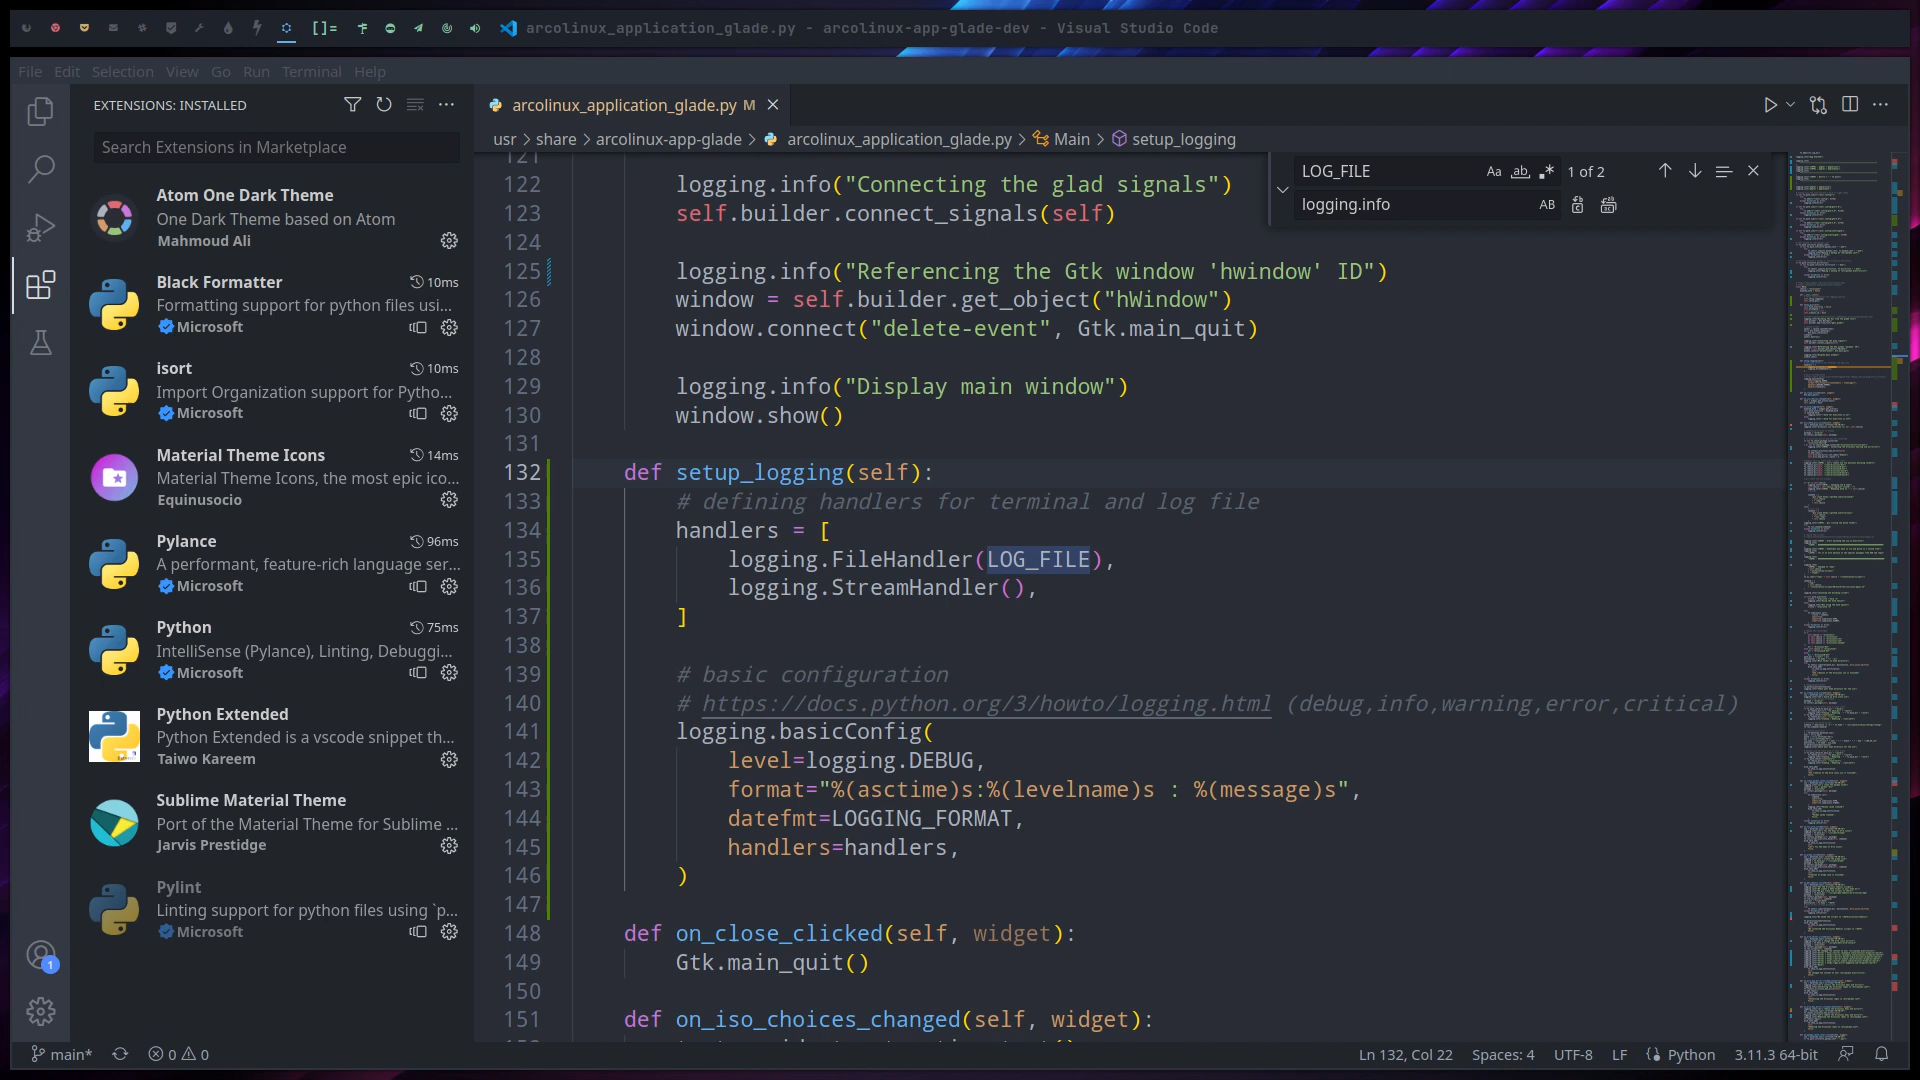 []=
arcolinux_application_glade.py - arcolinux-app-glade-dev - Visual Studio Code
File Edit Selection View Go Run Terminal Help
EXTENSIONS: INSTALLED
Search Extensions in Marketplace
Atom One Dark Theme
One Dark Theme based on Atom
Mahmoud Ali
Black Formatter 10ms
Formatting support for python files usi...
Microsoft
isort 10ms
Import Organization support for Pytho...
Microsoft
Material Theme Icons 14ms
Material Theme Icons, the most epic ico...
Equinusocio
Pylance 96ms
A performant, feature-rich language ser...
Microsoft
Python 75ms
IntelliSense (Pylance), Linting, Debuggi...
Microsoft
Python Extended
Python Extended is a vscode snippet th...
Taiwo Kareem
Sublime Material Theme
Port of the Material Theme for Sublime ...
Jarvis Prestidge
Pylint
Linting support for python files using `p...
Microsoft
1
arcolinux_application_glade.py M
usr > share > arcolinux-app-glade > arcolinux_application_glade.py > Main > setup_logging
LOG_FILE Aa ab 1 of 2
logging.info AB
121
122 logging.info("Connecting the glad signals")
123 self.builder.connect_signals(self)
124
125 logging.info("Referencing the Gtk window 'hwindow' ID")
126 window = self.builder.get_object("hWindow")
127 window.connect("delete-event", Gtk.main_quit)
128
129 logging.info("Display main window")
130 window.show()
131
132 def setup_logging(self):
133 # defining handlers for terminal and log file
134 handlers = [
135 logging.FileHandler(LOG_FILE),
136 logging.StreamHandler(),
137 ]
138
139 # basic configuration
140 # https://docs.python.org/3/howto/logging.html (debug,info,warning,error,critical)
141 logging.basicConfig(
142 level=logging.DEBUG,
143 format="%(asctime)s:%(levelname)s : %(message)s",
144 datefmt=LOGGING_FORMAT,
145 handlers=handlers,
146 )
147
148 def on_close_clicked(self, widget):
149 Gtk.main_quit()
150
151 def on_iso_choices_changed(self, widget):
main* 0 0
Ln 132, Col 22 Spaces: 4 UTF-8 LF Python 3.11.3 64-bit